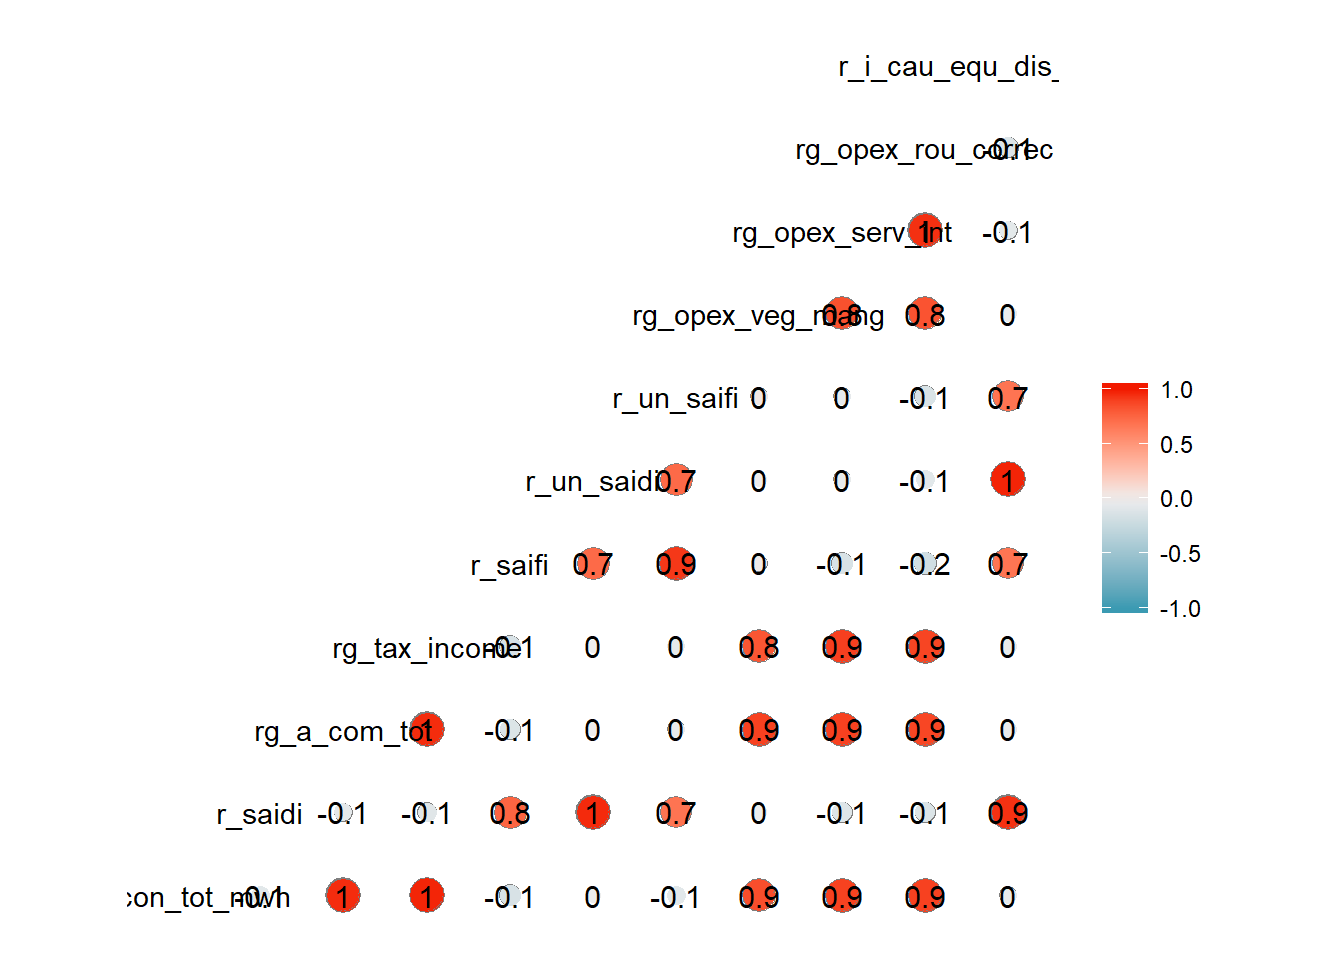 r_i_cau_equ_dis_
rg_opex_rou_correc -0.1
rg_opex_serv_int 1 -0.1
rg_opex_veg_mang 0.8 0.8 0
r_un_saifi 0 0 -0.1 0.7
1.0
r_un_saidi 0.7 0 0 -0.1 1
0.5
0.0
r_saifi 0.7 0.9 0 -0.1 -0.2 0.7
-0.5
-1.0
rg_tax_income -0.1 0 0 0.8 0.9 0.9 0
rg_a_com_tot 1 -0.1 0 0 0.9 0.9 0.9 0
r_saidi -0.1 -0.1 0.8 1 0.7 0 -0.1 -0.1 0.9
con_tot_mwh -0.1 1 1 -0.1 0 -0.1 0.9 0.9 0.9 0